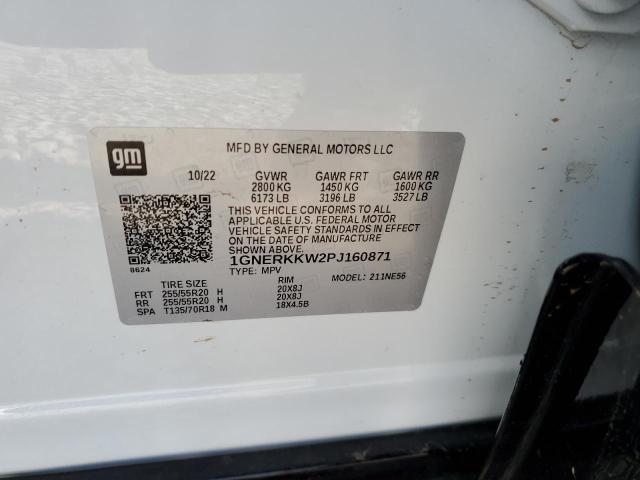 gm
MFD BY GENERAL MOTORS LLC
10/22 GVWR GAWR FRT GAWR RR
2800 KG 1450 KG 1600 KG
6173 LB 3196 LB 3527 LB
THIS VEHICLE CONFORMS TO ALL
APPLICABLE U.S. FEDERAL MOTOR
VEHICLE SAFETY STANDARDS IN EFFECT
ON THE DATE OF MANUFACTURE
SHOWN ABOVE.
1GNERKKW2PJ160871
TYPE: MPV MODEL: 211NE56
8624
TIRE SIZE RIM
FRT 255/55R20 H 20X8J
RR 255/55R20 H 20X8J
SPA T135/70R18 M 18X4.5B